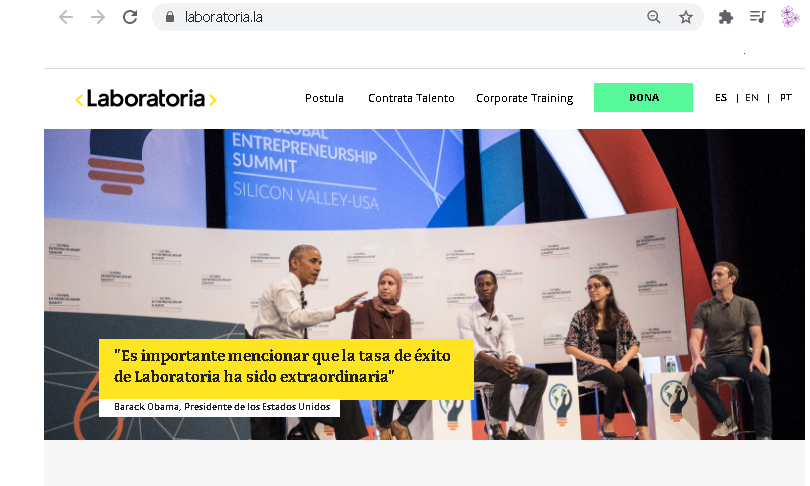 laboratoria.la
<Laboratoria>
Postula
Contrata Talento
Corporate Training
DONA
ES | EN | PT
GLOBAL
ENTREPRENEURSHIP
SUMMIT
SILICON VALLEY-USA
"Es importante mencionar que la tasa de éxito
de Laboratoria ha sido extraordinaria"
Barack Obama, Presidente de los Estados Unidos